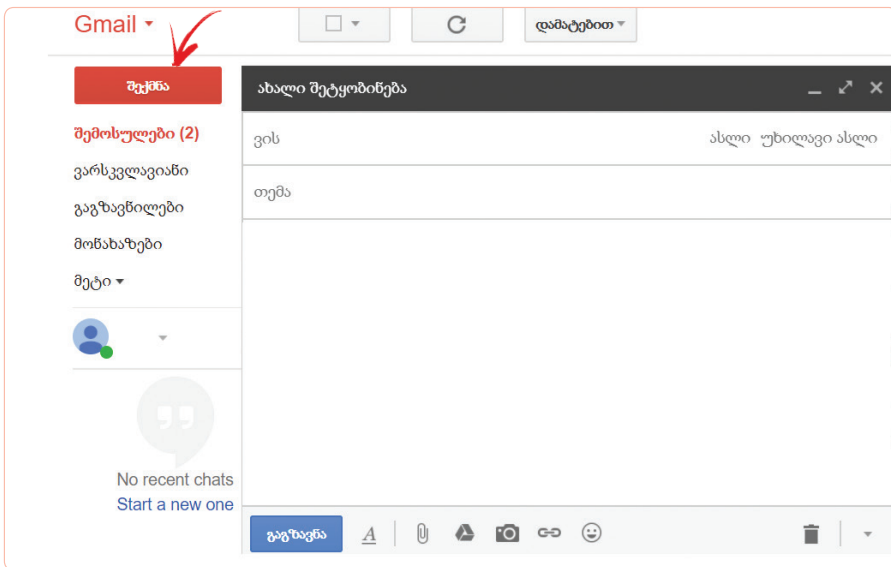 Gmail
დამატებით
შექმნა
ახალი შეტყობინება
შემოსულები (2)
ვის
ასლი უხილავი ასლი
ვარსკვლავიანი
თემა
გაგზავნილები
მონახაზები
მეტი
No recent chats
Start a new one
გაგზავნა
A